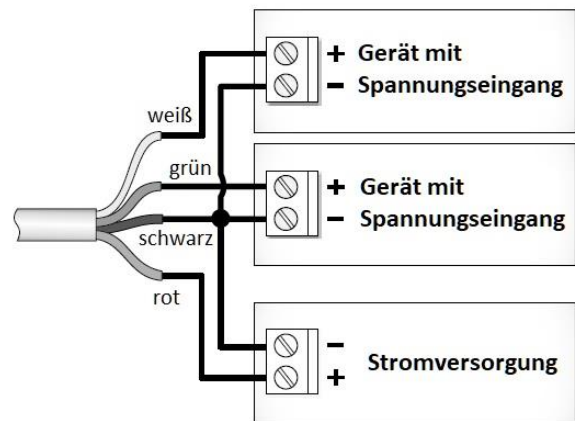 + Gerät mit
− Spannungseingang
weiß
grün
+ Gerät mit
− Spannungseingang
schwarz
rot
−
Stromversorgung
+